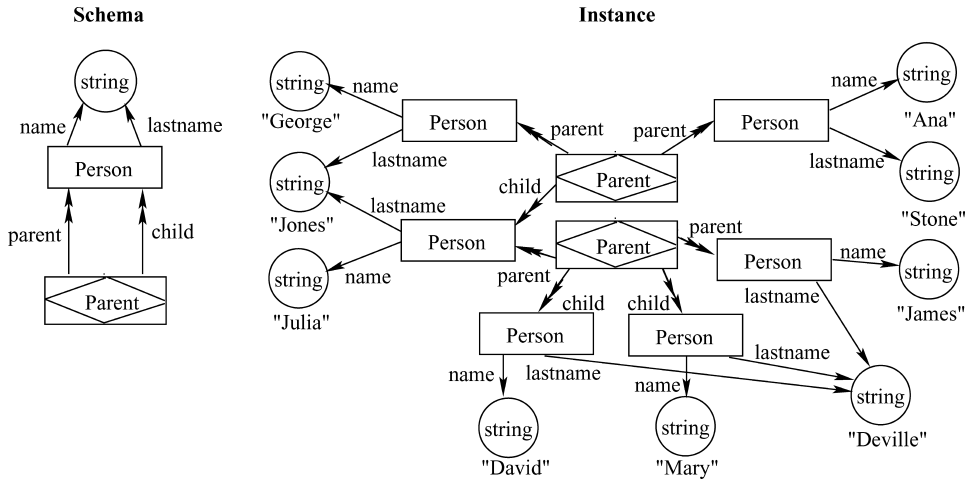 Schema
string
name
lastname
Person
parent
child
Parent
Instance
string
"George"
name
Person
lastname
string
"Jones"
lastname
Person
name
string
"Julia"
parent
parent
Parent
child
Person
name
string
"Ana"
lastname
string
"Stone"
Parent
parent
parent
child
child
Person
name
string
"James"
lastname
Person
name
lastname
string
"David"
Person
name
lastname
string
"Mary"
string
"Deville"